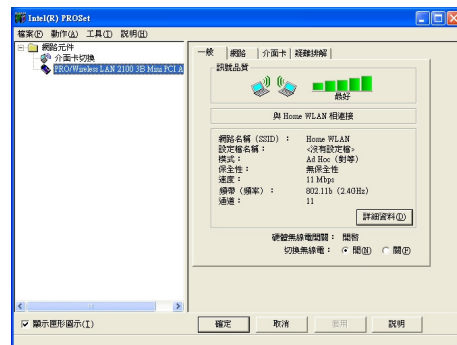 Intel(R) PROSet
檔案(F) 動作(A) 工具(T) 說明(H)
網路元件
介面卡切換
PRO/Wireless LAN 2100 3B Mini PCI A
一般 網路 介面卡 疑難排解
訊號品質
最好
與 Home WLAN 相連接
網路名稱 (SSID) : Home WLAN
設定檔名稱 : <沒有設定檔>
模式 : Ad Hoc (對等)
保全性 : 無保全性
速度 : 11 Mbps
頻帶 (頻率) : 802.11b (2.4GHz)
通道 : 11
詳細資料(D)
硬體無線電開關 : 開啓
切換無線電 : 開(N) 關(F)
顯示匣形圖示(I)
確定 取消 套用 說明